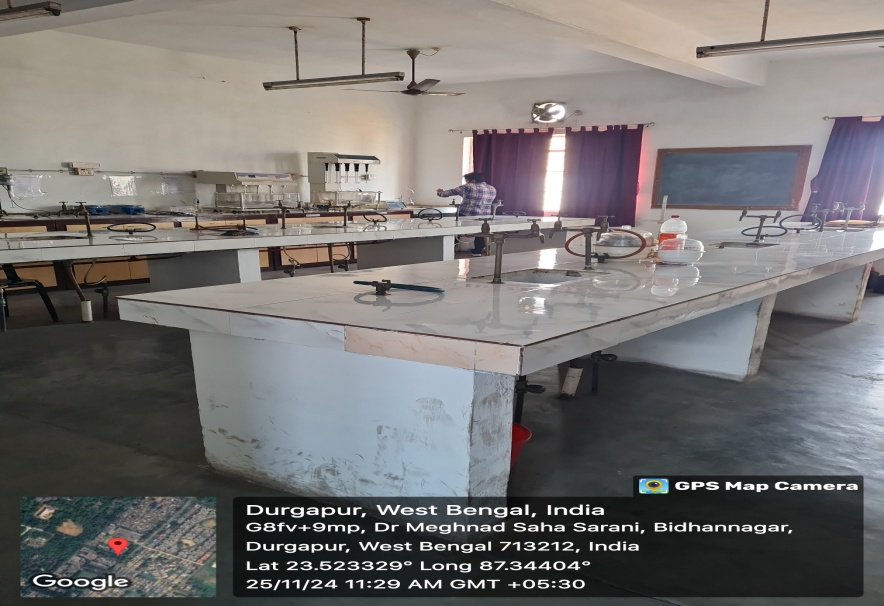 GPS Map Camera
Durgapur, West Bengal, India
G8fv+9mp, Dr Meghnad Saha Sarani, Bidhannagar,
Durgapur, West Bengal 713212, India
Lat 23.523329° Long 87.34404°
25/11/24 11:29 AM GMT +05:30
Google